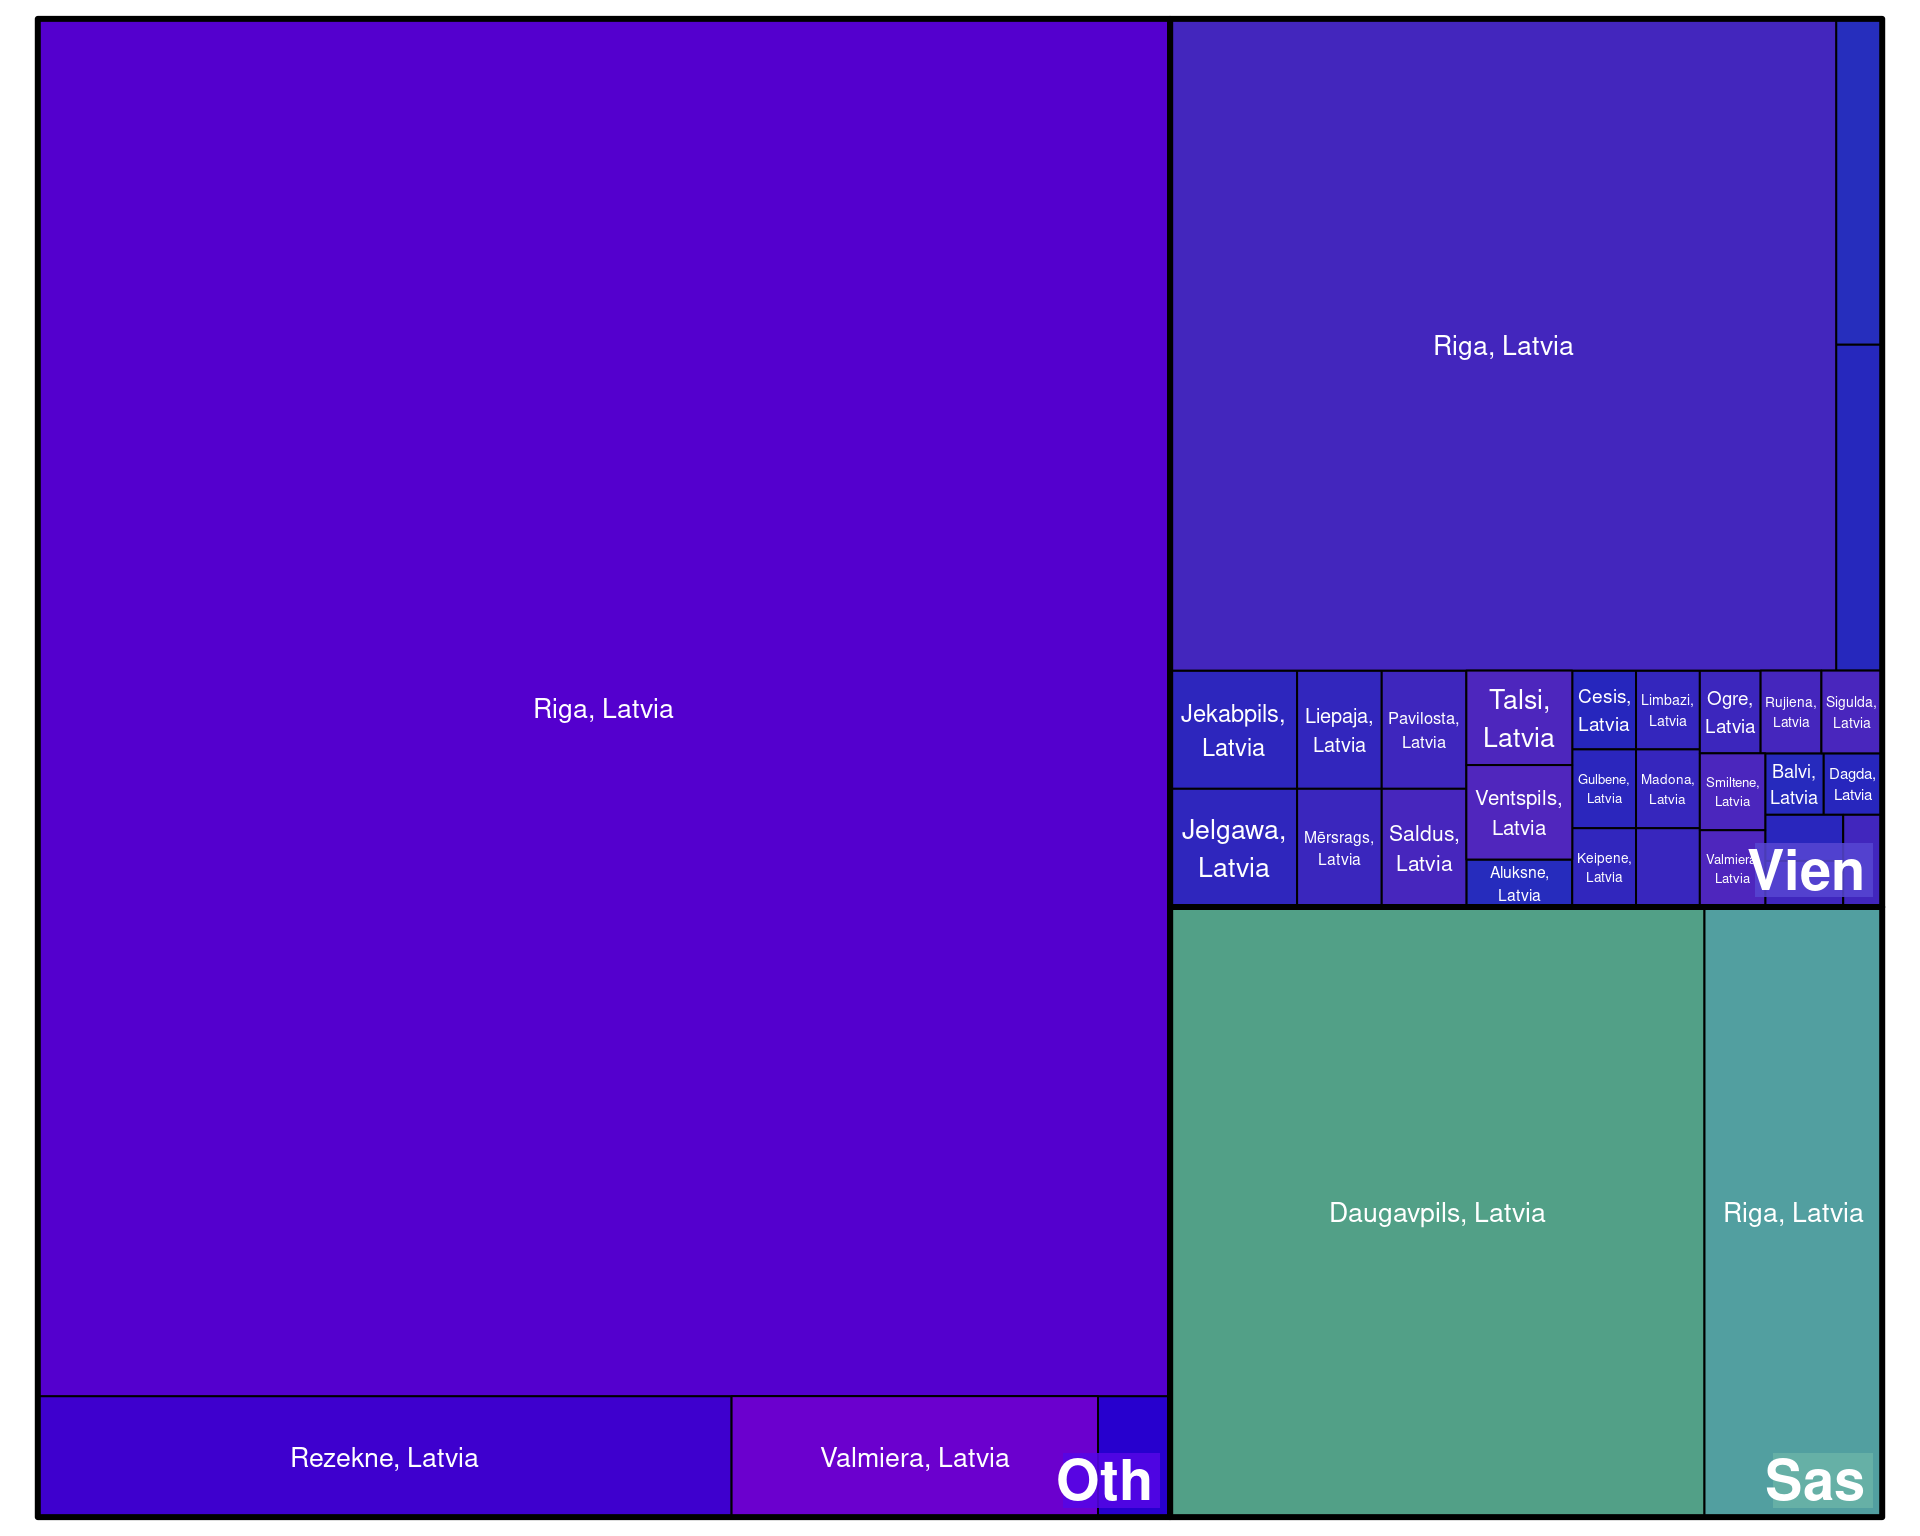 Riga, Latvia
Rezekne, Latvia
Valmiera, Latvia
Oth
Riga, Latvia
Jekabpils,
Latvia
Liepaja,
Latvia
Pavilosta,
Latvia
Talsi,
Latvia
Cesis,
Latvia
Limbazi,
Latvia
Ogre,
Latvia
Rujiena,
Latvia
Sigulda,
Latvia
Jelgawa,
Latvia
Mērsrags,
Latvia
Saldus,
Latvia
Ventspils,
Latvia
Aluksne,
Latvia
Gulbene,
Latvia
Madona,
Latvia
Smiltene,
Latvia
Balvi,
Latvia
Dagda,
Latvia
Keipene,
Latvia
Valmiera
Latvia
Vien
Daugavpils, Latvia
Riga, Latvia
Sas